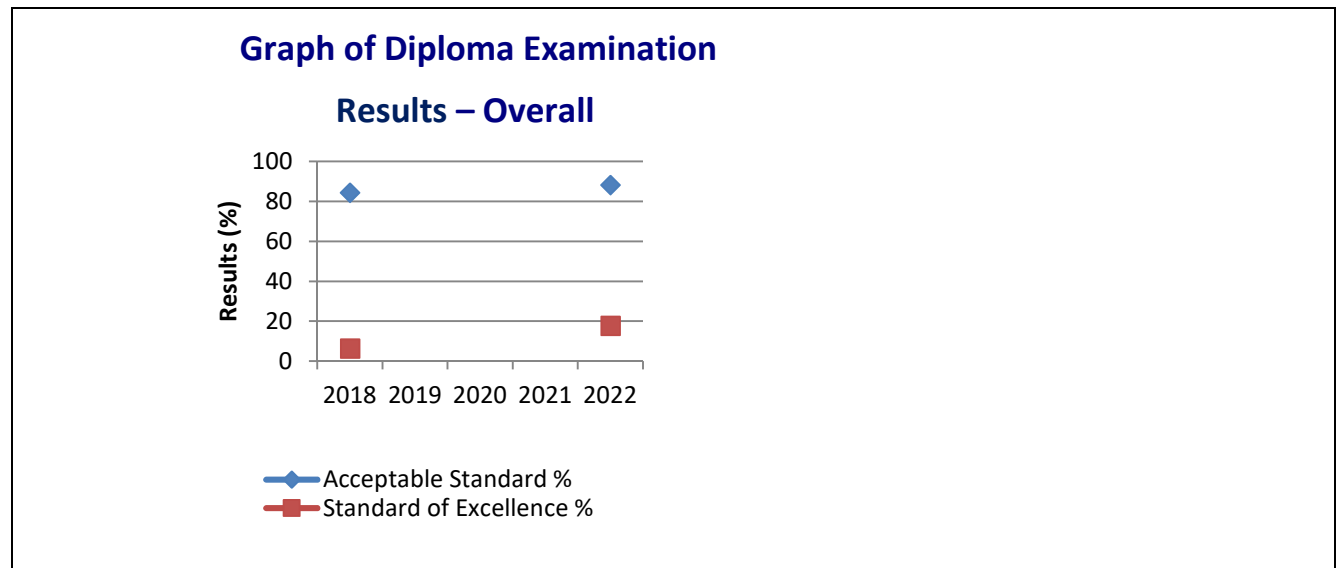 Graph of Diploma Examination
Results – Overall
100
80
60
40
20
0
Results (%)
2018 2019 2020 2021 2022
Acceptable Standard %
Standard of Excellence %